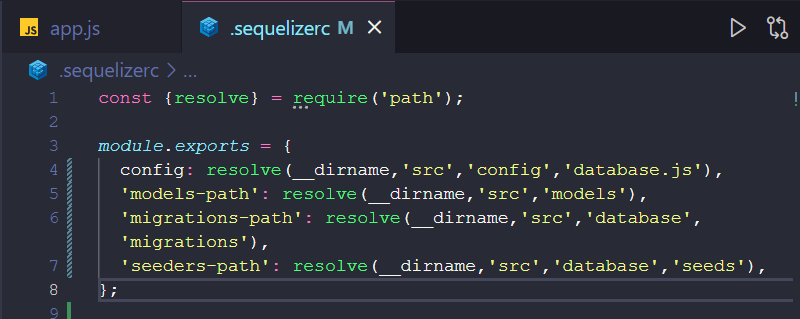 JS app.js .sequelizerc M ×
.sequelizerc > ...
1 const {resolve} = require('path');
2
3 module.exports = {
4 config: resolve(__dirname,'src','config','database.js'),
5 'models-path': resolve(__dirname,'src','models'),
6 'migrations-path': resolve(__dirname,'src','database',
'migrations'),
7 'seeders-path': resolve(__dirname,'src','database','seeds'),
8 };
9